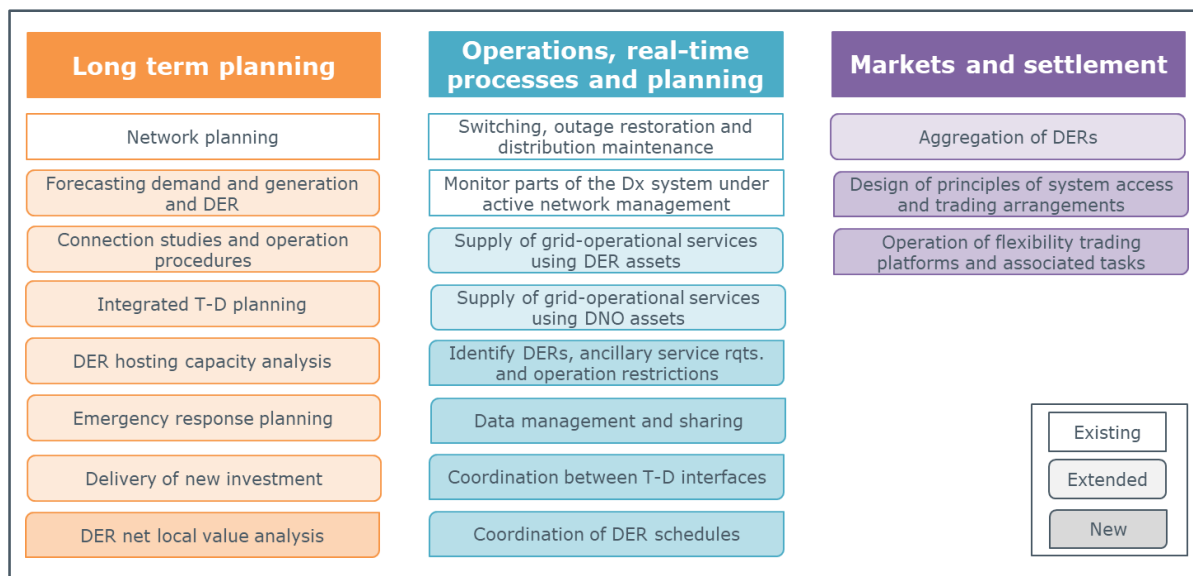 Long term planning
Network planning
Forecasting demand and generation
and DER
Connection studies and operation
procedures
Integrated T-D planning
DER hosting capacity analysis
Emergency response planning
Delivery of new investment
DER net local value analysis
Operations, real-time
processes and planning
Switching, outage restoration and
distribution maintenance
Monitor parts of the Dx system under
active network management
Supply of grid-operational services
using DER assets
Supply of grid-operational services
using DNO assets
Identify DERs, ancillary service rqts.
and operation restrictions
Data management and sharing
Coordination between T-D interfaces
Coordination of DER schedules
Markets and settlement
Aggregation of DERs
Design of principles of system access
and trading arrangements
Operation of flexibility trading
platforms and associated tasks
Existing
Extended
New